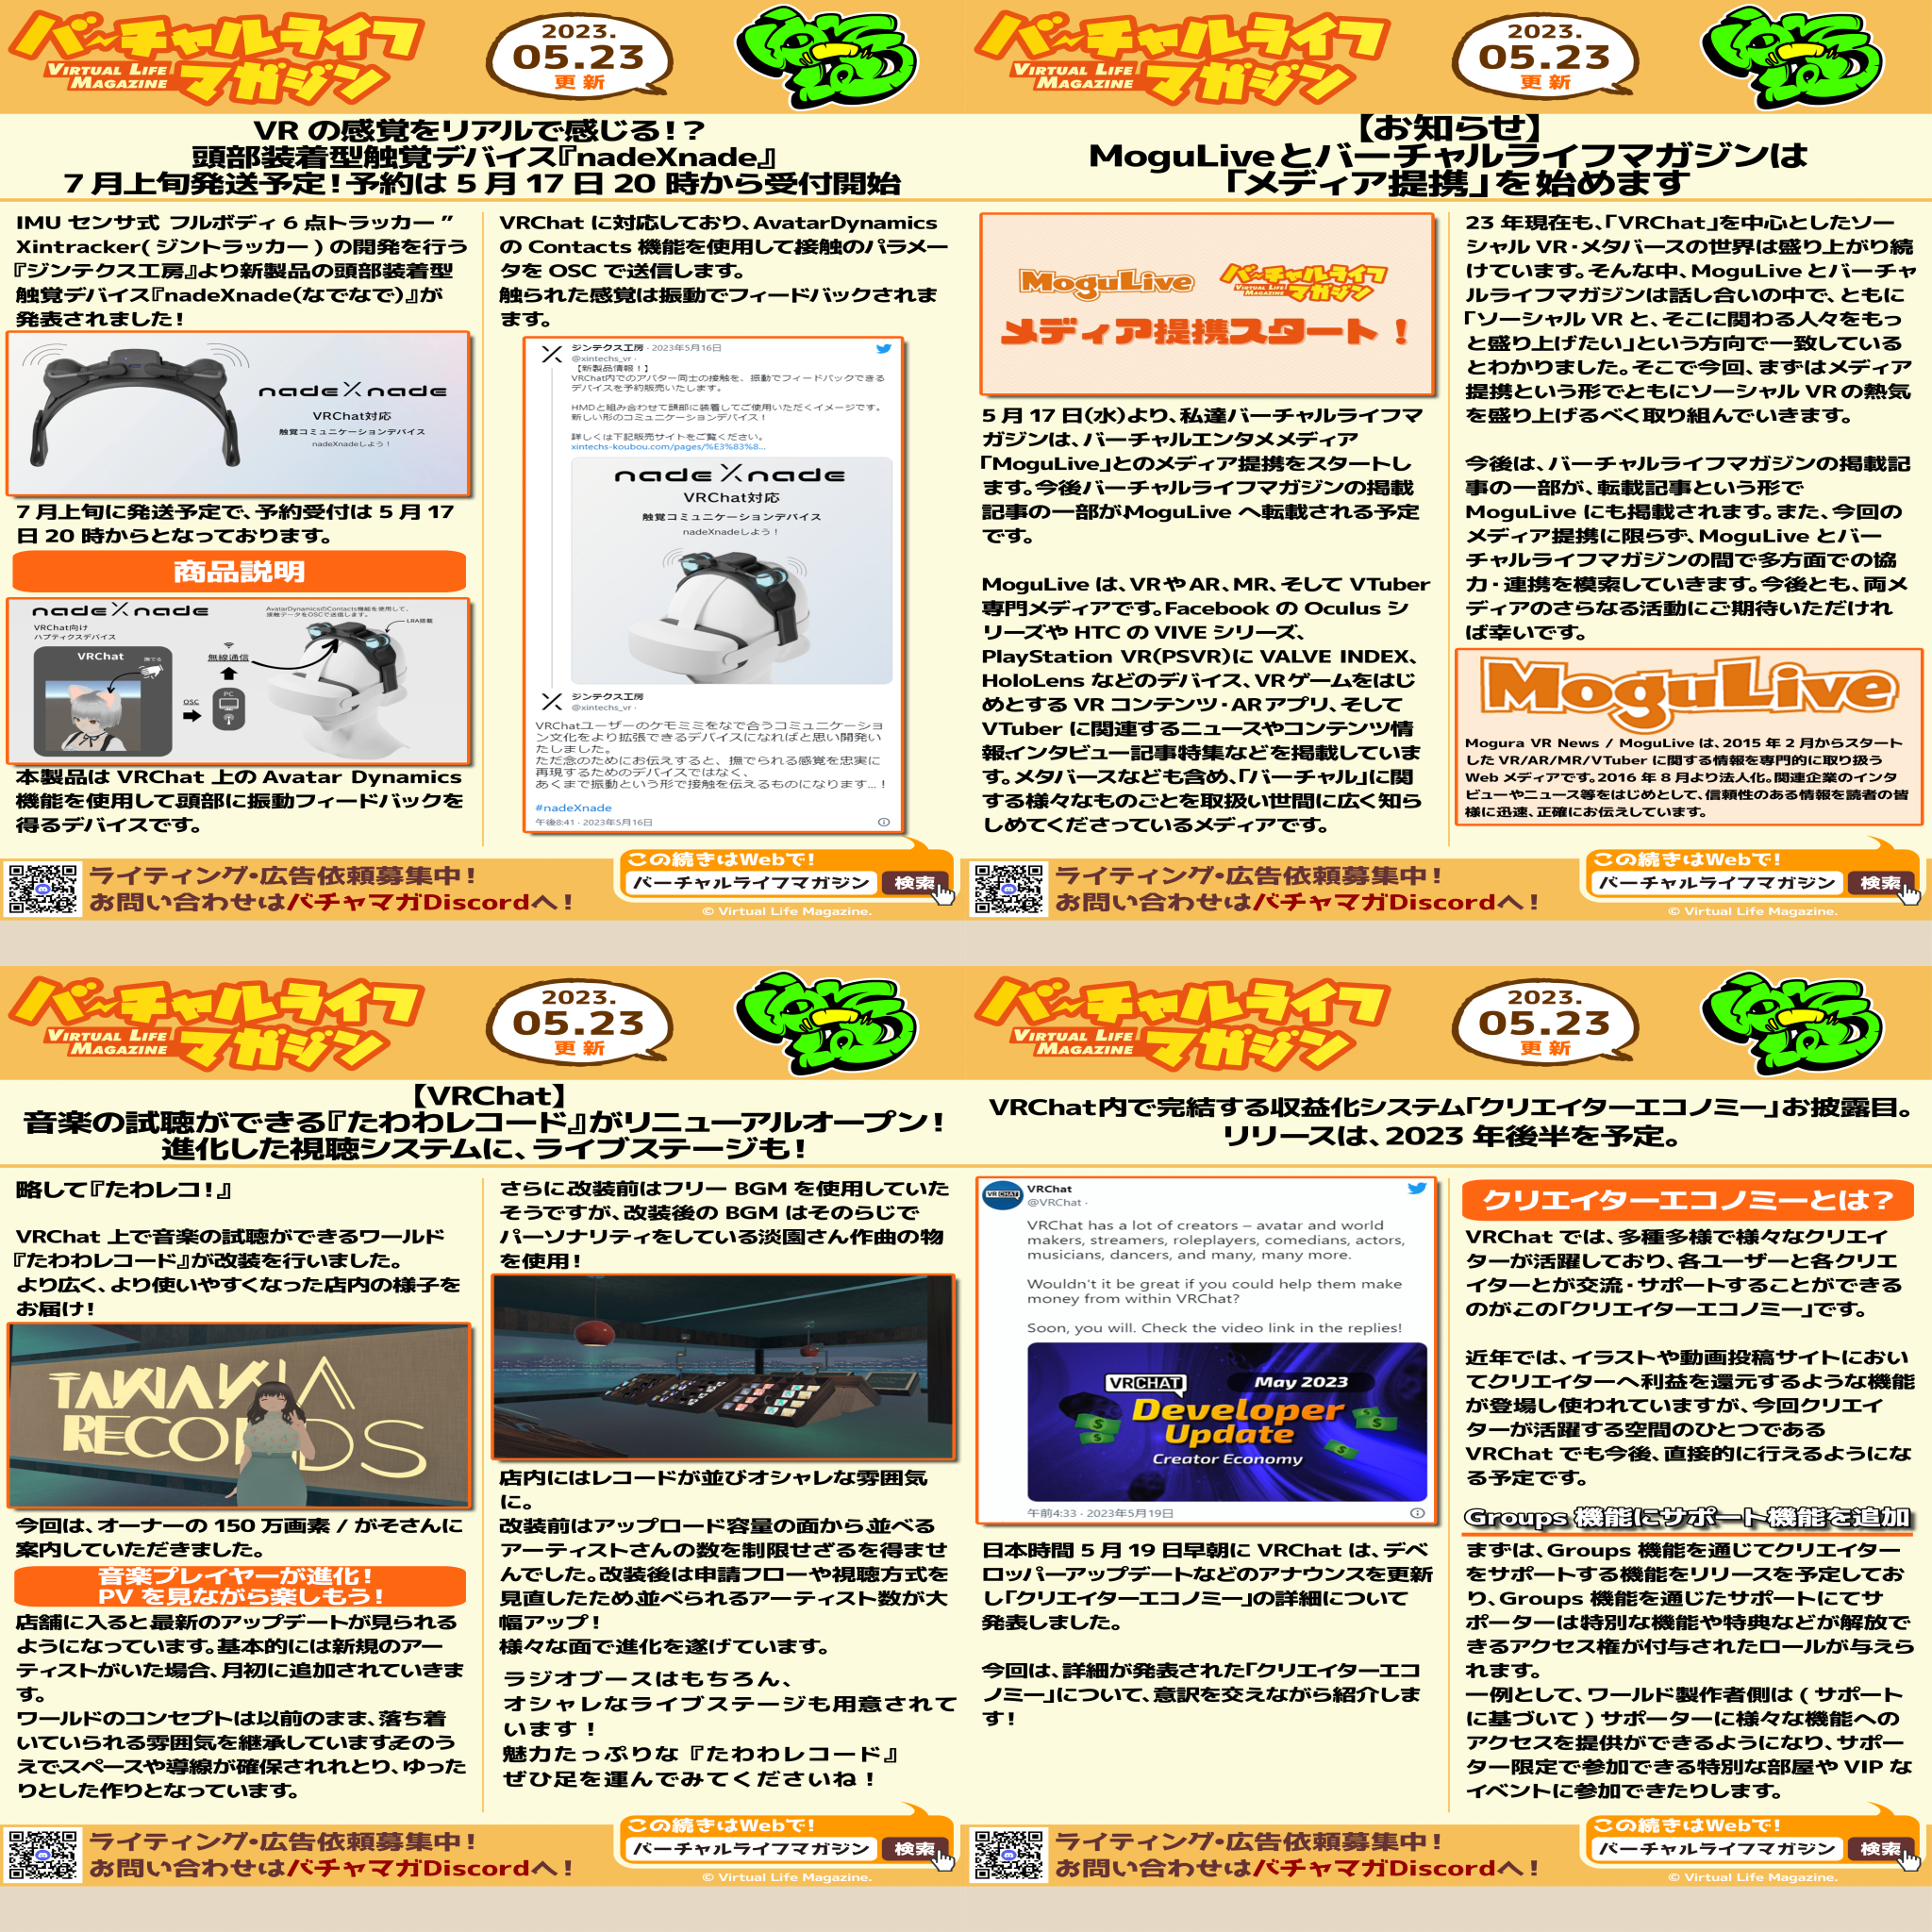 バーチャルライフ
マガジン
VIRTUAL LIFE
MAGAZINE
2023.
05.23
更新
VR の感覚をリアルで感じる！？
頭部装着型触覚デバイス『nadeXnade』
7 月上旬発送予定！予約は 5 月 17 日 20 時から受付開始
IMU センサ式 フルボディ 6 点トラッカー ”
Xintracker( ジントラッカー ) の開発を行う
『ジンテクス工房』より新製品の頭部装着型
触覚デバイス『nadeXnade(なでなで)』が
発表されました！
nadeXnade
VRChat対応
触覚コミュニケーションデバイス
nadeXnadeしよう！
7 月上旬に発送予定で、予約受付は 5 月 17
日 20 時からとなっております。
商品説明
nadeXnade
VRChat向け
ハプティクスデバイス
AvatarDynamicsのContacts機能を使用して、
接触データをOSCで送信します。
LRA搭載
VRChat
撫でる
無線通信
OSC
PC
本製品は VRChat 上の Avatar Dynamics
機能を使用して頭部に振動フィードバックを
得るデバイスです。
VRChat に対応しており、AvatarDynamics
の Contacts 機能を使用して接触のパラメー
タを OSC で送信します。
触られた感覚は振動でフィードバックされま
す。
ジンテクス工房 · 2023年5月16日
@xintechs_vr ·
【新製品情報！】
VRChat内でのアバター同士の接触を、振動でフィードバックできる
デバイスを予約販売いたします。
HMDと組み合わせて頭部に装着してご使用いただくイメージです。
新しい形のコミュニケーションデバイス！
詳しくは下記販売サイトをご覧ください。
xintechs-koubou.com/pages/%E3%83%8...
nadeXnade
VRChat対応
触覚コミュニケーションデバイス
nadeXnadeしよう！
ジンテクス工房
@xintechs_vr ·
VRChatユーザーのケモミミをなで合うコミュニケーショ
ン文化をより拡張できるデバイスになればと思い開発い
たしました。
ただ念のためにお伝えすると、撫でられる感覚を忠実に
再現するためのデバイスではなく、
あくまで振動という形で接触を伝えるものになります...！
#nadeXnade
午後8:41 · 2023年5月16日
ライティング・広告依頼募集中！
お問い合わせはバチャマガDiscordへ！
この続きはWebで！
バーチャルライフマガジン
検索
© Virtual Life Magazine.
バーチャルライフ
マガジン
VIRTUAL LIFE
MAGAZINE
2023.
05.23
更新
【お知らせ】
MoguLiveとバーチャルライフマガジンは
「メディア提携」を始めます
MoguLive
バーチャルライフ
マガジン
VIRTUAL LIFE
MAGAZINE
メディア提携スタート！
5 月 17 日(水)より、私達バーチャルライフマ
ガジンは、バーチャルエンタメメディア
「MoguLive」とのメディア提携をスタートし
ます。今後バーチャルライフマガジンの掲載
記事の一部がMoguLive へ転載される予定
です。
MoguLive は、VRやAR、MR、そして VTuber
専門メディアです。Facebook の Oculus シ
リーズや HTC の VIVE シリーズ、
PlayStation VR(PSVR)に VALVE INDEX、
HoloLens などのデバイス、VRゲームをはじ
めとする VR コンテンツ・ARアプリ、そして
VTuber に関連するニュースやコンテンツ情
報、インタビュー記事特集などを掲載していま
す。メタバースなども含め、「バーチャル」に関
する様々なものごとを取扱い世間に広く知ら
しめてくださっているメディアです。
23 年現在も、「VRChat」を中心としたソー
シャル VR・メタバースの世界は盛り上がり続
けています。そんな中、MoguLive とバーチャ
ルライフマガジンは話し合いの中で、ともに
「ソーシャル VR と、そこに関わる人々をもっ
と盛り上げたい」という方向で一致している
とわかりました。そこで今回、まずはメディア
提携という形でともにソーシャル VR の熱気
を盛り上げるべく取り組んでいきます。
今後は、バーチャルライフマガジンの掲載記
事の一部が、転載記事という形で
MoguLive にも掲載されます。また、今回の
メディア提携に限らず、MoguLive とバー
チャルライフマガジンの間で多方面での協
力・連携を模索していきます。今後とも、両メ
ディアのさらなる活動にご期待いただけれ
ば幸いです。
MoguLive
Mogura VR News / MoguLive は、2015 年 2 月からスタート
した VR/AR/MR/VTuber に関する情報を専門的に取り扱う
Web メディアです。2016 年 8 月より法人化。関連企業のインタ
ビューやニュース等をはじめとして、信頼性のある情報を読者の皆
様に迅速、正確にお伝えしています。
ライティング・広告依頼募集中！
お問い合わせはバチャマガDiscordへ！
この続きはWebで！
バーチャルライフマガジン
検索
© Virtual Life Magazine.
バーチャルライフ
マガジン
VIRTUAL LIFE
MAGAZINE
2023.
05.23
更新
【VRChat】
音楽の試聴ができる『たわわレコード』がリニューアルオープン！
進化した視聴システムに、ライブステージも！
略して『たわレコ！』
VRChat 上で音楽の試聴ができるワールド
『たわわレコード』が改装を行いました。
より広く、より使いやすくなった店内の様子を
お届け！
TAWAWA
RECORDS
今回は、オーナーの 150 万画素 / がそさんに
案内していただきました。
音楽プレイヤーが進化！
PV を見ながら楽しもう！
店舗に入ると最新のアップデートが見られる
ようになっています。基本的には新規のアー
ティストがいた場合、月初に追加されていきま
す。
ワールドのコンセプトは以前のまま、落ち着
いていられる雰囲気を継承しています。そのう
えでスペースや導線が確保されれとり、ゆった
りとした作りとなっています。
さらに改装前はフリー BGM を使用していた
そうですが、改装後の BGM はそのらじで
パーソナリティをしている淡園さん作曲の物
を使用！
店内にはレコードが並びオシャレな雰囲気
に。
改装前はアップロード容量の面から並べる
アーティストさんの数を制限せざるを得ませ
んでした。改装後は申請フローや視聴方式を
見直したため並べられるアーティスト数が大
幅アップ！
様々な面で進化を遂げています。
ラジオブースはもちろん、
オシャレなライブステージも用意されて
います！
魅力たっぷりな『たわわレコード』
ぜひ足を運んでみてくださいね！
ライティング・広告依頼募集中！
お問い合わせはバチャマガDiscordへ！
この続きはWebで！
バーチャルライフマガジン
検索
© Virtual Life Magazine.
バーチャルライフ
マガジン
VIRTUAL LIFE
MAGAZINE
2023.
05.23
更新
VRChat内で完結する収益化システム「クリエイターエコノミー」お披露目。
リリースは、2023 年後半を予定。
VRCHAT
VRChat
@VRChat ·
VRChat has a lot of creators – avatar and world
makers, streamers, roleplayers, comedians, actors,
musicians, dancers, and many, many more.
Wouldn't it be great if you could help them make
money from within VRChat?
Soon, you will. Check the video link in the replies!
VRCHAT
May 2023
Developer
Update
Creator Economy
午前4:33 · 2023年5月19日
日本時間 5 月 19 日早朝に VRChat は、デベ
ロッパーアップデートなどのアナウンスを更新
し「クリエイターエコノミー」の詳細について
発表しました。
今回は、詳細が発表された「クリエイターエコ
ノミー」について、意訳を交えながら紹介しま
す！
クリエイターエコノミーとは？
VRChat では、多種多様で様々なクリエイ
ターが活躍しており、各ユーザーと各クリエ
イターとが交流・サポートすることができる
のが、この「クリエイターエコノミー」です。
近年では、イラストや動画投稿サイトにおい
てクリエイターへ利益を還元するような機能
が登場し使われていますが、今回クリエイ
ターが活躍する空間のひとつである
VRChat でも今後、直接的に行えるようにな
る予定です。
Groups 機能にサポート機能を追加
まずは、Groups 機能を通じてクリエイター
をサポートする機能をリリースを予定してお
り、Groups 機能を通じたサポートにてサ
ポーターは特別な機能や特典などが解放で
きるアクセス権が付与されたロールが与えら
れます。
一例として、ワールド製作者側は ( サポート
に基づいて ) サポーターに様々な機能への
アクセスを提供ができるようになり、サポー
ター限定で参加できる特別な部屋や VIP な
イベントに参加できたりします。
ライティング・広告依頼募集中！
お問い合わせはバチャマガDiscordへ！
この続きはWebで！
バーチャルライフマガジン
検索
© Virtual Life Magazine.